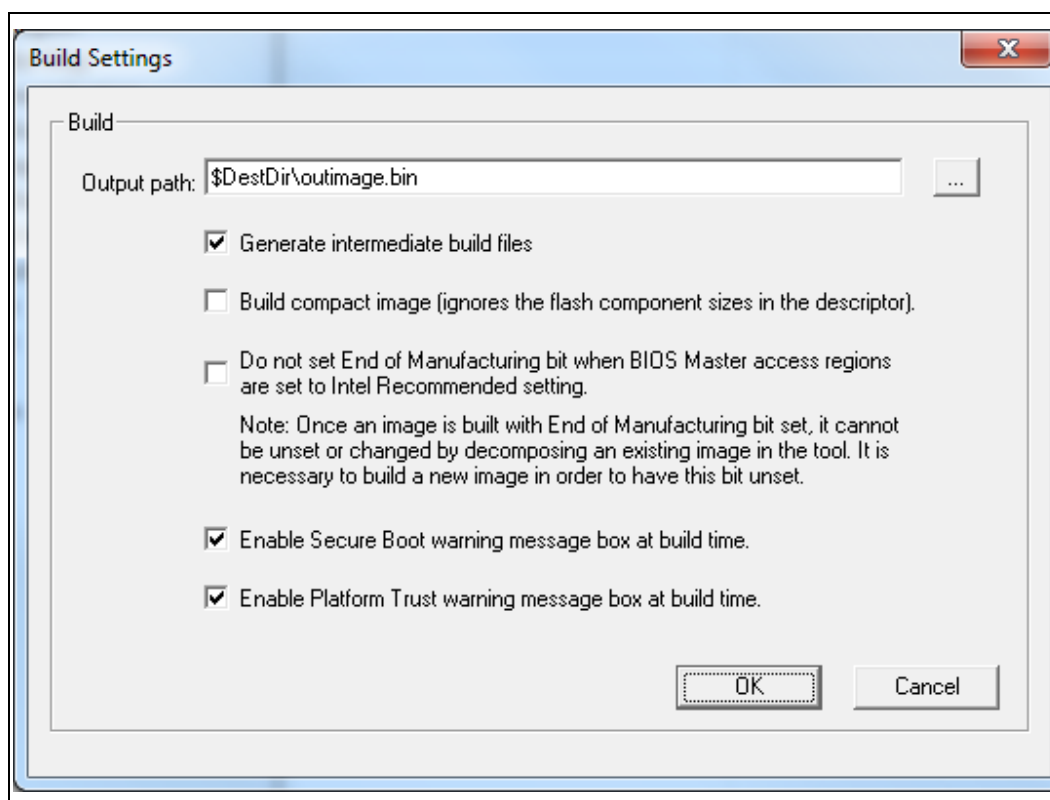 Build Settings
Build
Output path: $DestDir\outimage.bin ...
Generate intermediate build files
Build compact image (ignores the flash component sizes in the descriptor).
Do not set End of Manufacturing bit when BIOS Master access regions
are set to Intel Recommended setting.
Note: Once an image is built with End of Manufacturing bit set, it cannot
be unset or changed by decomposing an existing image in the tool. It is
necessary to build a new image in order to have this bit unset.
Enable Secure Boot warning message box at build time.
Enable Platform Trust warning message box at build time.
OK Cancel